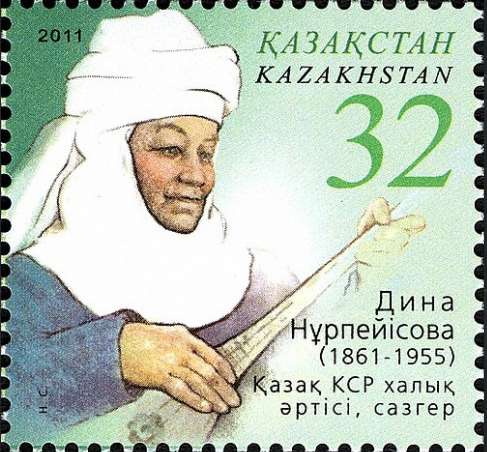 2011
ҚАЗАҚСТАН
KAZAKHSTAN
32
Дина
Нұрпейісова
(1861-1955)
Қазақ КСР халық
әртісі, сазгер
Н.С.